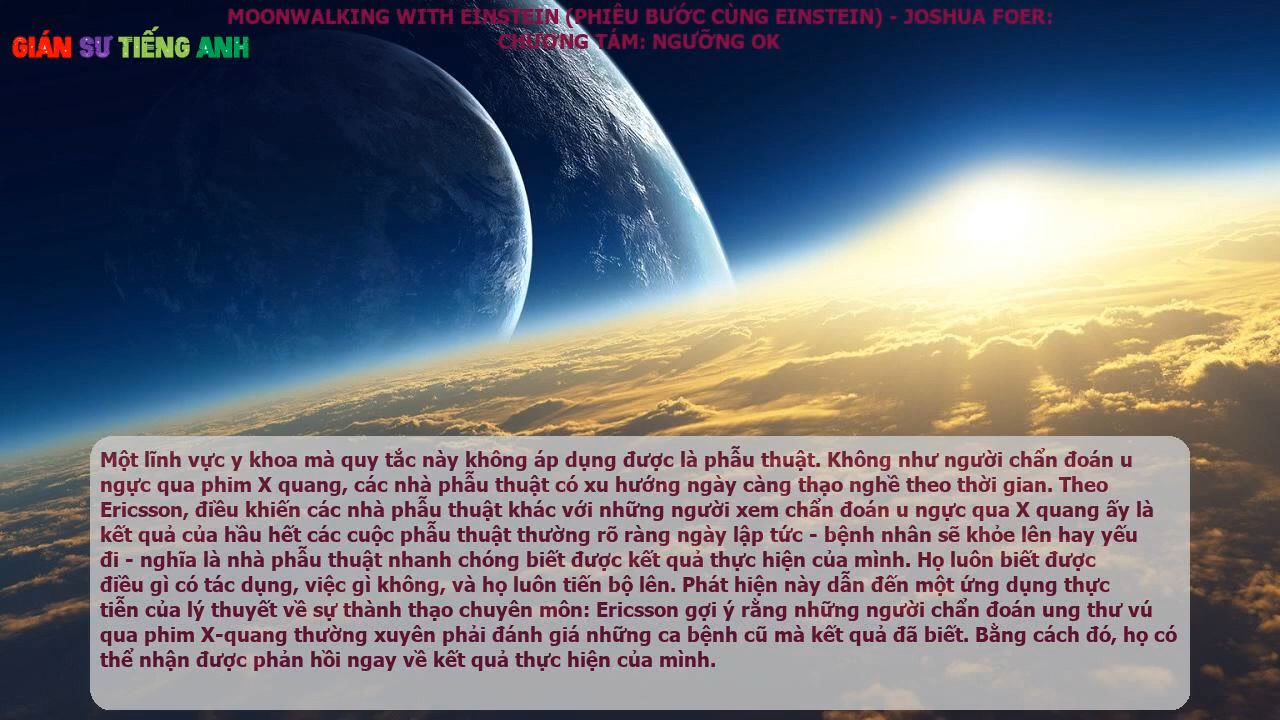 MOONWALKING WITH EINSTEIN (PHIÊU BƯỚC CÙNG EINSTEIN) - JOSHUA FOER:
CHƯƠNG TÁM: NGƯỠNG OK
GIÁN SƯ TIẾNG ANH
Một lĩnh vực y khoa mà quy tắc này không áp dụng được là phẫu thuật. Không như người chẩn đoán u
ngực qua phim X quang, các nhà phẫu thuật có xu hướng ngày càng thạo nghề theo thời gian. Theo
Ericsson, điều khiến các nhà phẫu thuật khác với những người xem chẩn đoán u ngực qua X quang ấy là
kết quả của hầu hết các cuộc phẫu thuật thường rõ ràng ngày lập tức - bệnh nhân sẽ khỏe lên hay yếu
đi - nghĩa là nhà phẫu thuật nhanh chóng biết được kết quả thực hiện của mình. Họ luôn biết được
điều gì có tác dụng, việc gì không, và họ luôn tiến bộ lên. Phát hiện này dẫn đến một ứng dụng thực
tiễn của lý thuyết về sự thành thạo chuyên môn: Ericsson gợi ý rằng những người chẩn đoán ung thư vú
qua phim X-quang thường xuyên phải đánh giá những ca bệnh cũ mà kết quả đã biết. Bằng cách đó, họ có
thể nhận được phản hồi ngay về kết quả thực hiện của mình.